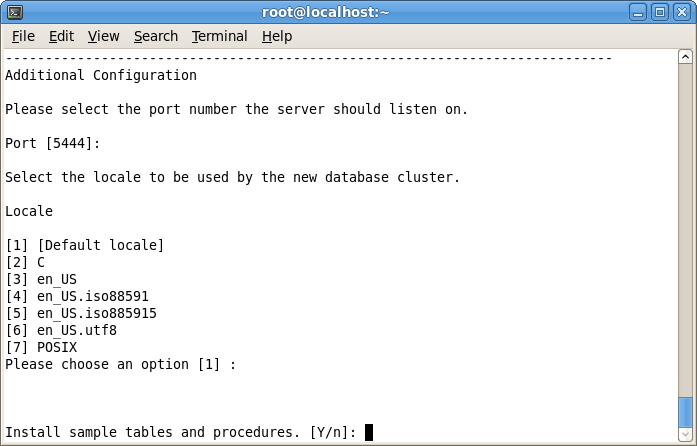 root@localhost:~
File Edit View Search Terminal Help
----------------------------------------------------------------------------
Additional Configuration
Please select the port number the server should listen on.
Port [5444]:
Select the locale to be used by the new database cluster.
Locale
[1] [Default locale]
[2] C
[3] en_US
[4] en_US.iso88591
[5] en_US.iso885915
[6] en_US.utf8
[7] POSIX
Please choose an option [1] :
Install sample tables and procedures. [Y/n]: